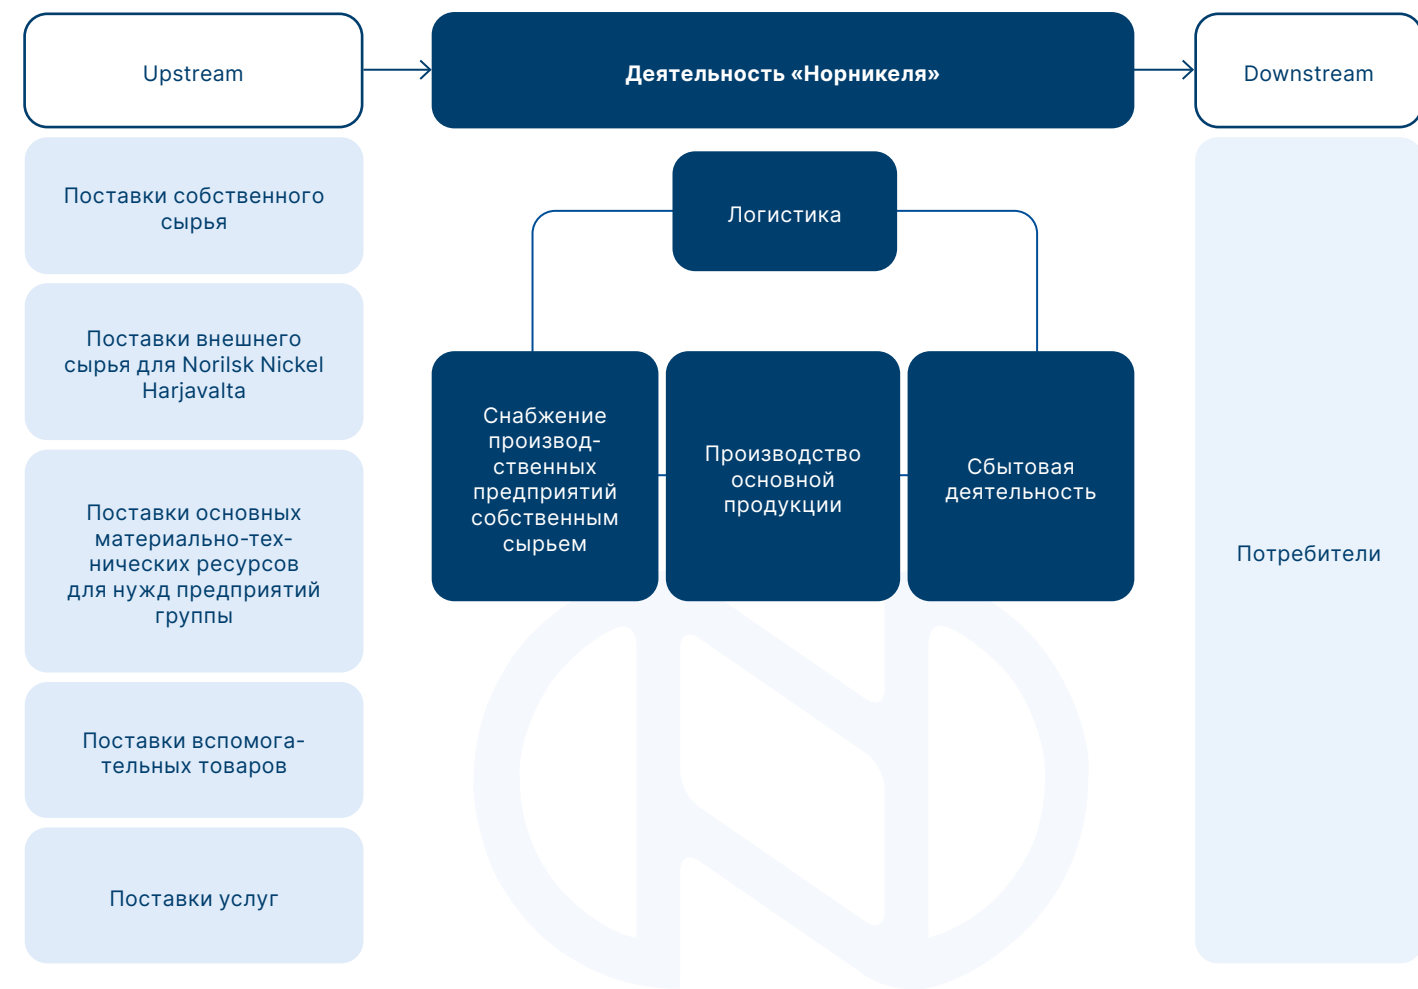 Upstream
Деятельность «Норникеля»
Downstream
Поставки собственного
сырья
Поставки внешнего
сырья для Norilsk Nickel
Harjavalta
Поставки основных
материально-тех-
нических ресурсов
для нужд предприятий
группы
Поставки вспомога-
тельных товаров
Поставки услуг
Логистика
Снабжение
производ-
ственных
предприятий
собственным
сырьем
Производство
основной
продукции
Сбытовая
деятельность
Потребители